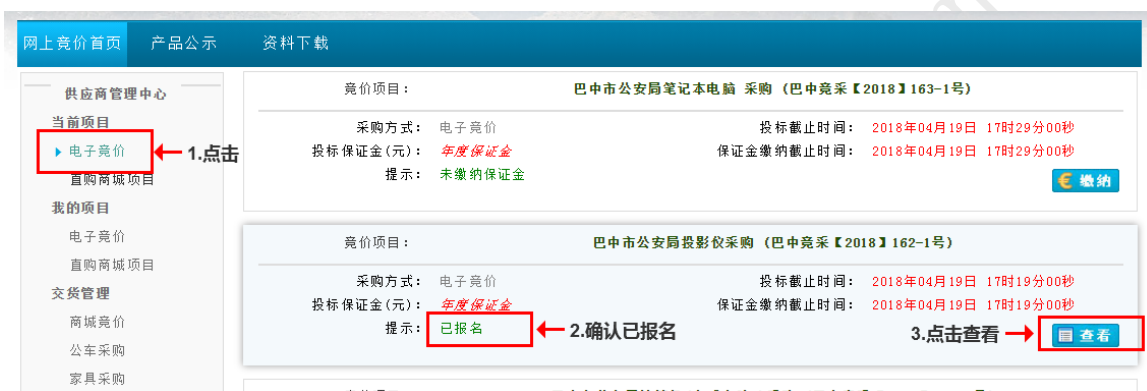 网上竞价首页 产品公示 资料下载
供应商管理中心
当前项目
电子竞价
1.点击
直购商城项目
我的项目
电子竞价
直购商城项目
交货管理
商城竞价
公车采购
家具采购
竞价项目: 巴中市公安局笔记本电脑 采购 (巴中竞采【2018】163-1号)
采购方式: 电子竞价 投标截止时间: 2018年04月19日 17时29分00秒
投标保证金(元): 年度保证金 保证金缴纳截止时间: 2018年04月19日 17时29分00秒
提示: 未缴纳保证金 缴纳
竞价项目: 巴中市公安局投影仪采购 (巴中竞采【2018】162-1号)
采购方式: 电子竞价 投标截止时间: 2018年04月19日 17时19分00秒
投标保证金(元): 年度保证金 保证金缴纳截止时间: 2018年04月19日 17时19分00秒
提示: 已报名 2.确认已报名 3.点击查看 查看